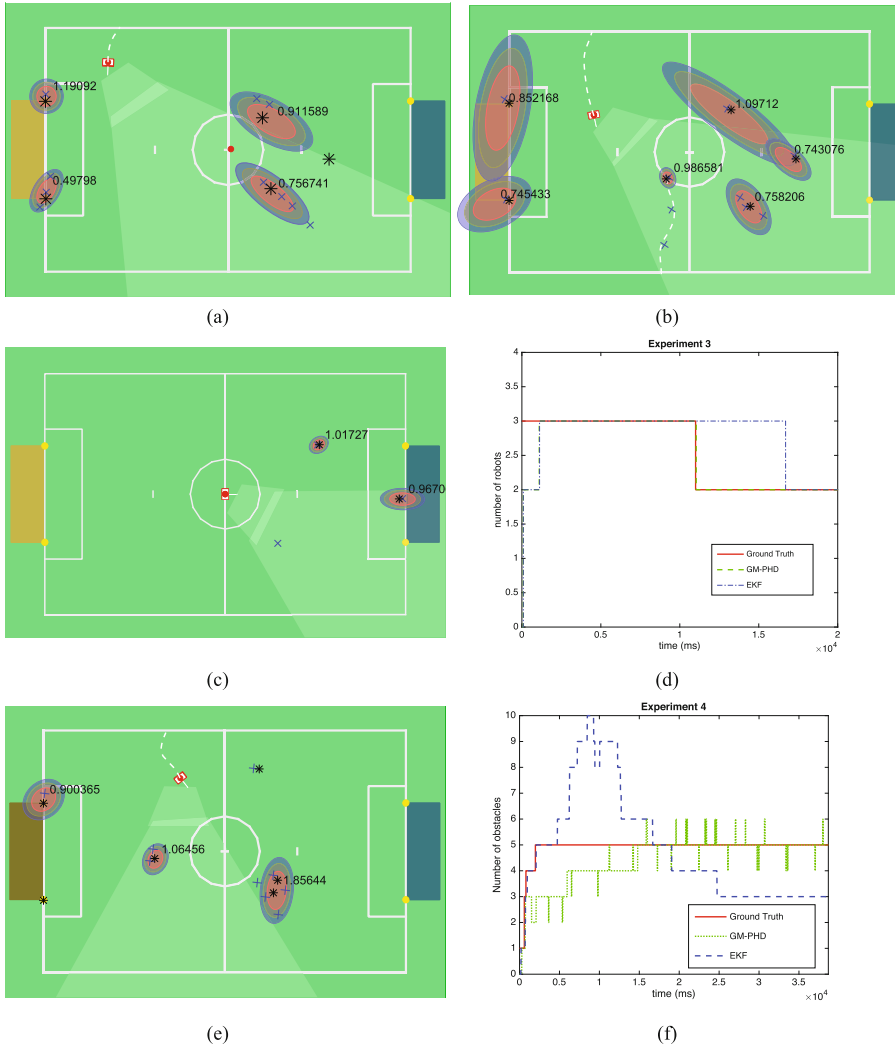 1.19092
0.911589
0.49798
0.756741
(a)
0.852168
1.09712
0.743076
0.986581
0.745433
0.758206
(b)
1.01727
0.9670
(c)
Experiment 3
4
3.5
3
2.5
2
1.5
1
0.5
0
number of robots
Ground Truth
GM-PHD
EKF
0 0.5 1 1.5 2
time (ms)
×10⁴
(d)
0.900365
1.06456
1.85644
(e)
Experiment 4
10
9
8
7
6
5
4
3
2
1
0
Number of obstacles
Ground Truth
GM-PHD
EKF
0 0.5 1 1.5 2 2.5 3 3.5
time (ms)
×10⁴
(f)